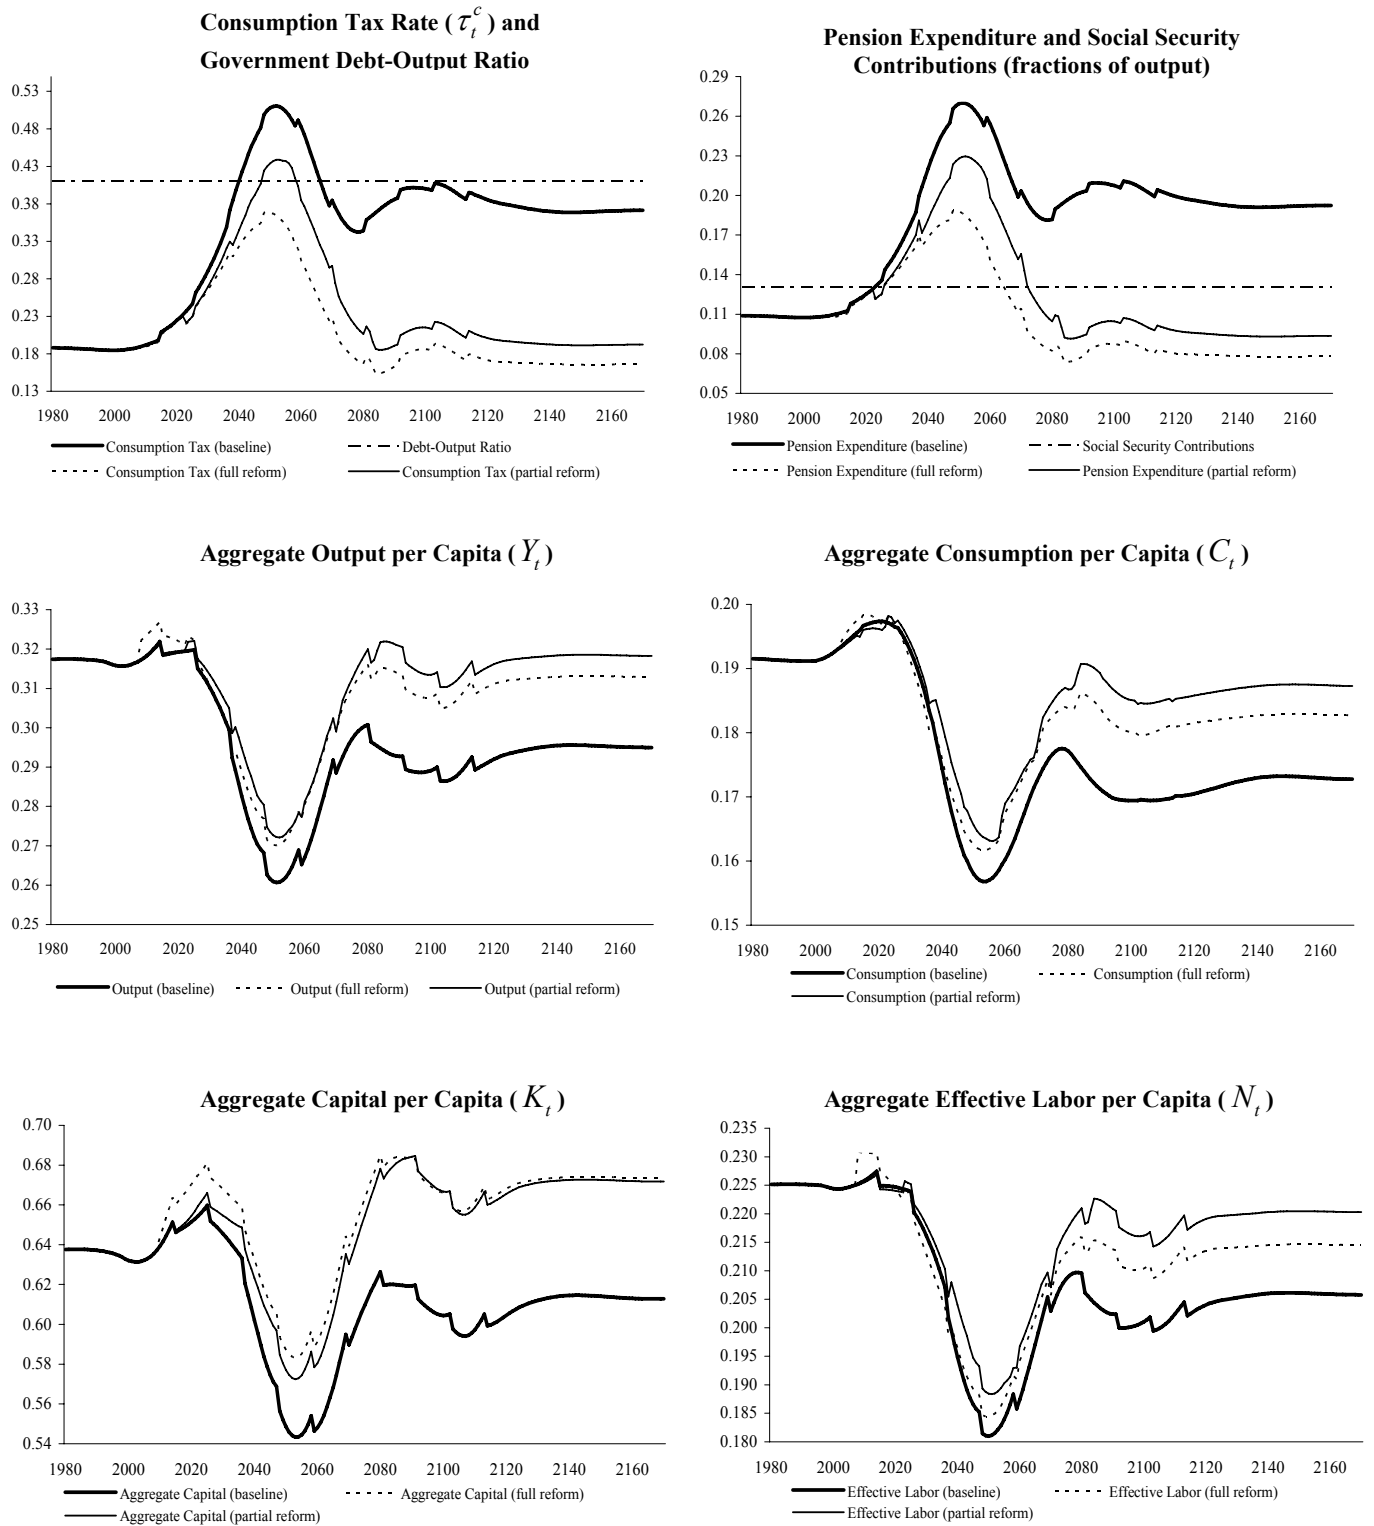 Consumption Tax Rate ( τ_t^c ) and
Government Debt-Output Ratio
0.53
0.48
0.43
0.38
0.33
0.28
0.23
0.18
0.13
1980 2000 2020 2040 2060 2080 2100 2120 2140 2160
Consumption Tax (baseline) Debt-Output Ratio
Consumption Tax (full reform) Consumption Tax (partial reform)
Pension Expenditure and Social Security
Contributions (fractions of output)
0.29
0.26
0.23
0.20
0.17
0.14
0.11
0.08
0.05
1980 2000 2020 2040 2060 2080 2100 2120 2140 2160
Pension Expenditure (baseline) Social Security Contributions
Pension Expenditure (full reform) Pension Expenditure (partial reform)
Aggregate Output per Capita ( Y_t )
0.33
0.32
0.31
0.30
0.29
0.28
0.27
0.26
0.25
1980 2000 2020 2040 2060 2080 2100 2120 2140 2160
Output (baseline) Output (full reform) Output (partial reform)
Aggregate Consumption per Capita ( C_t )
0.20
0.19
0.18
0.17
0.16
0.15
1980 2000 2020 2040 2060 2080 2100 2120 2140 2160
Consumption (baseline) Consumption (full reform)
Consumption (partial reform)
Aggregate Capital per Capita ( K_t )
0.70
0.68
0.66
0.64
0.62
0.60
0.58
0.56
0.54
1980 2000 2020 2040 2060 2080 2100 2120 2140 2160
Aggregate Capital (baseline) Aggregate Capital (full reform)
Aggregate Capital (partial reform)
Aggregate Effective Labor per Capita ( N_t )
0.235
0.230
0.225
0.220
0.215
0.210
0.205
0.200
0.195
0.190
0.185
0.180
1980 2000 2020 2040 2060 2080 2100 2120 2140 2160
Effective Labor (baseline) Effective Labor (full reform)
Effective Labor (partial reform)